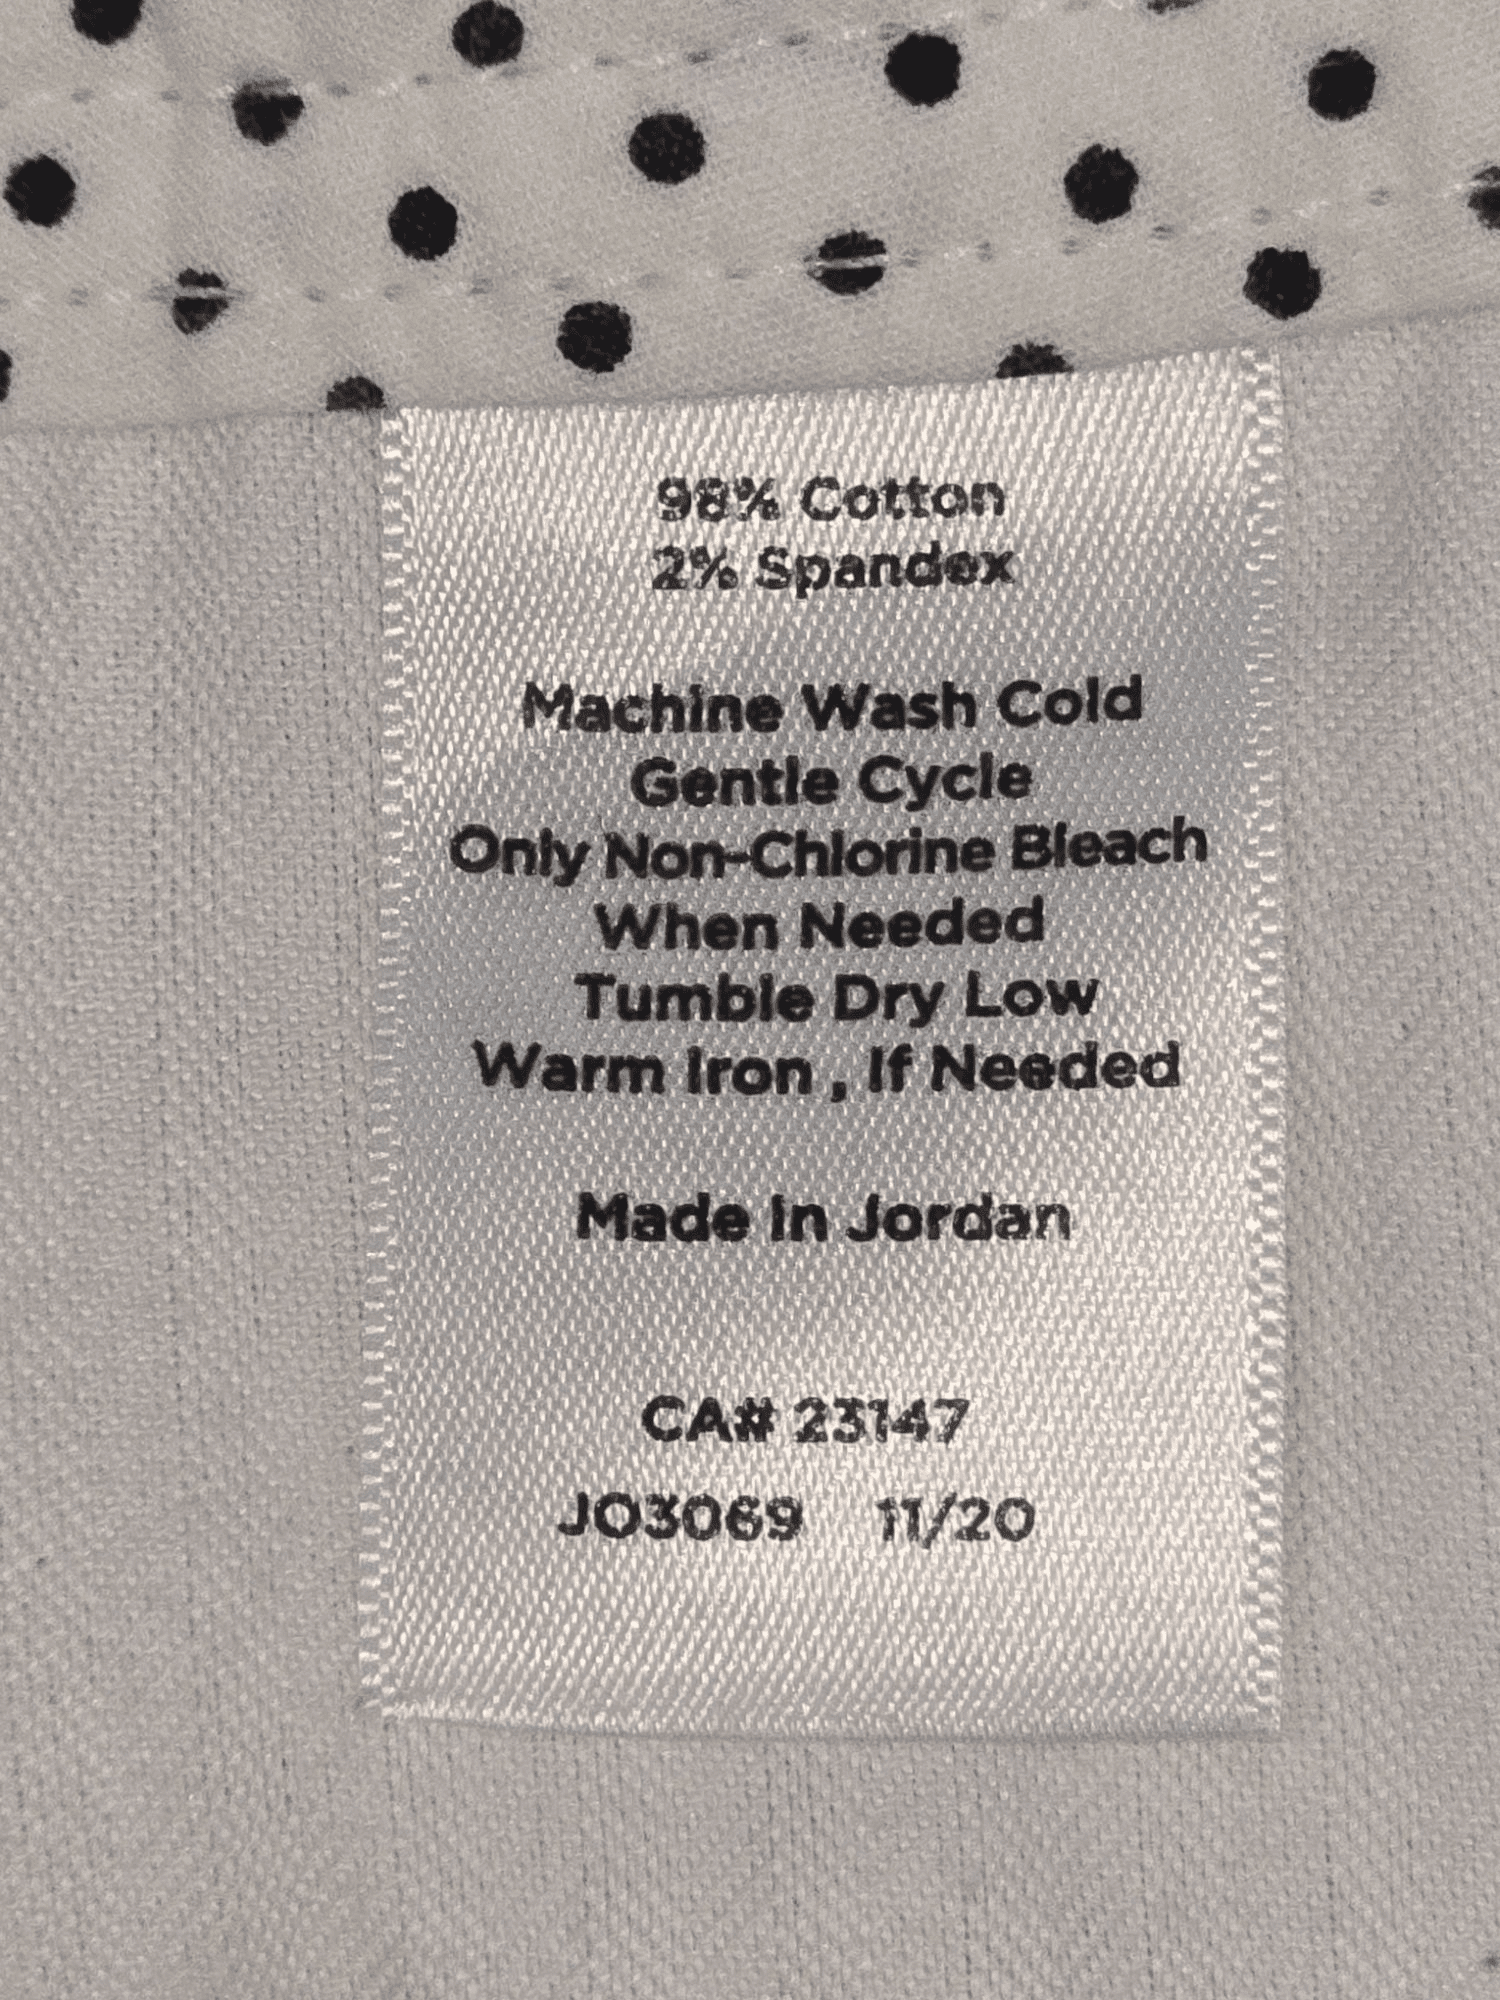 98% Cotton
2% Spandex
Machine Wash Cold
Gentle Cycle
Only Non-Chlorine Bleach
When Needed
Tumble Dry Low
Warm Iron , If Needed
Made In Jordan
CA# 23147
JO3069 11/20